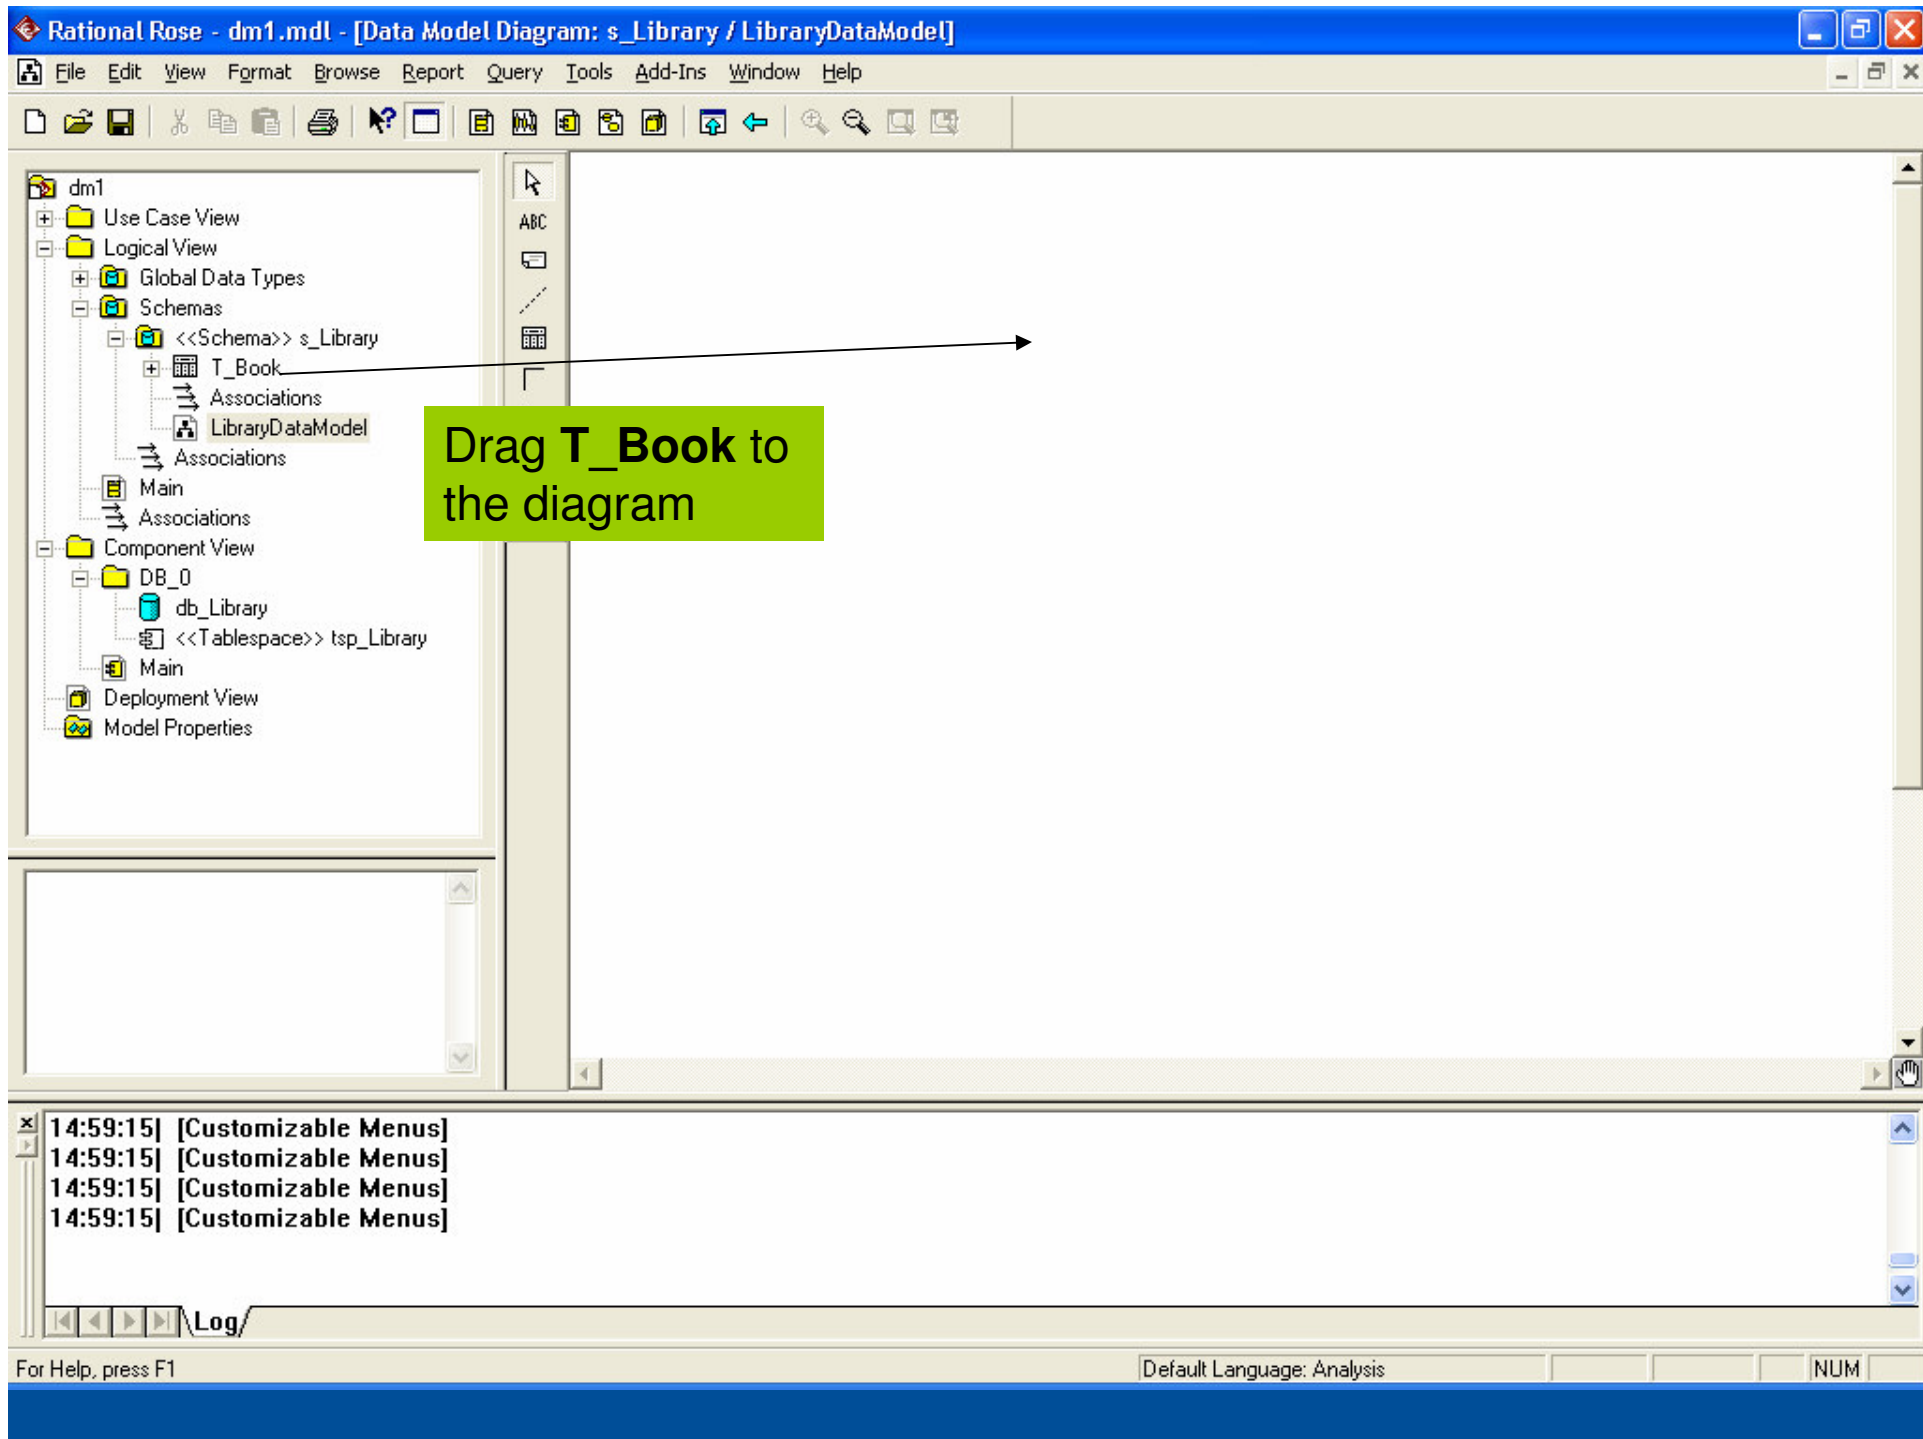 Rational Rose - dm1.mdl - [Data Model Diagram: s_Library / LibraryDataModel]
File Edit View Format Browse Report Query Tools Add-Ins Window Help
dm1
Use Case View
Logical View
Global Data Types
Schemas
<<Schema>> s_Library
T_Book
Associations
LibraryDataModel
Associations
Main
Associations
Component View
DB_0
db_Library
<<Tablespace>> tsp_Library
Main
Deployment View
Model Properties
ABC
Drag T_Book to
the diagram
14:59:15| [Customizable Menus]
14:59:15| [Customizable Menus]
14:59:15| [Customizable Menus]
14:59:15| [Customizable Menus]
Log
For Help, press F1 Default Language: Analysis NUM